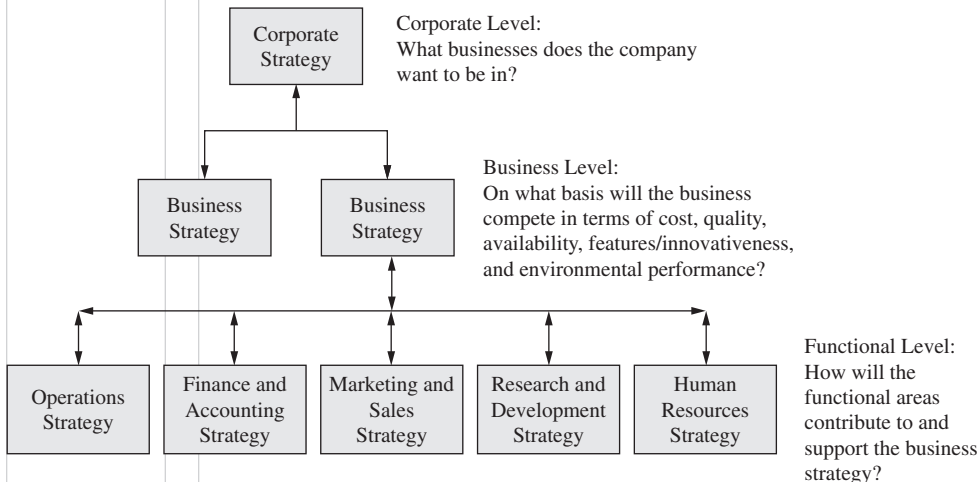 Corporate
Strategy
Corporate Level:
What businesses does the company
want to be in?
Business
Strategy
Business
Strategy
Business Level:
On what basis will the business
compete in terms of cost, quality,
availability, features/innovativeness,
and environmental performance?
Operations
Strategy
Finance and
Accounting
Strategy
Marketing and
Sales
Strategy
Research and
Development
Strategy
Human
Resources
Strategy
Functional Level:
How will the
functional areas
contribute to and
support the business
strategy?